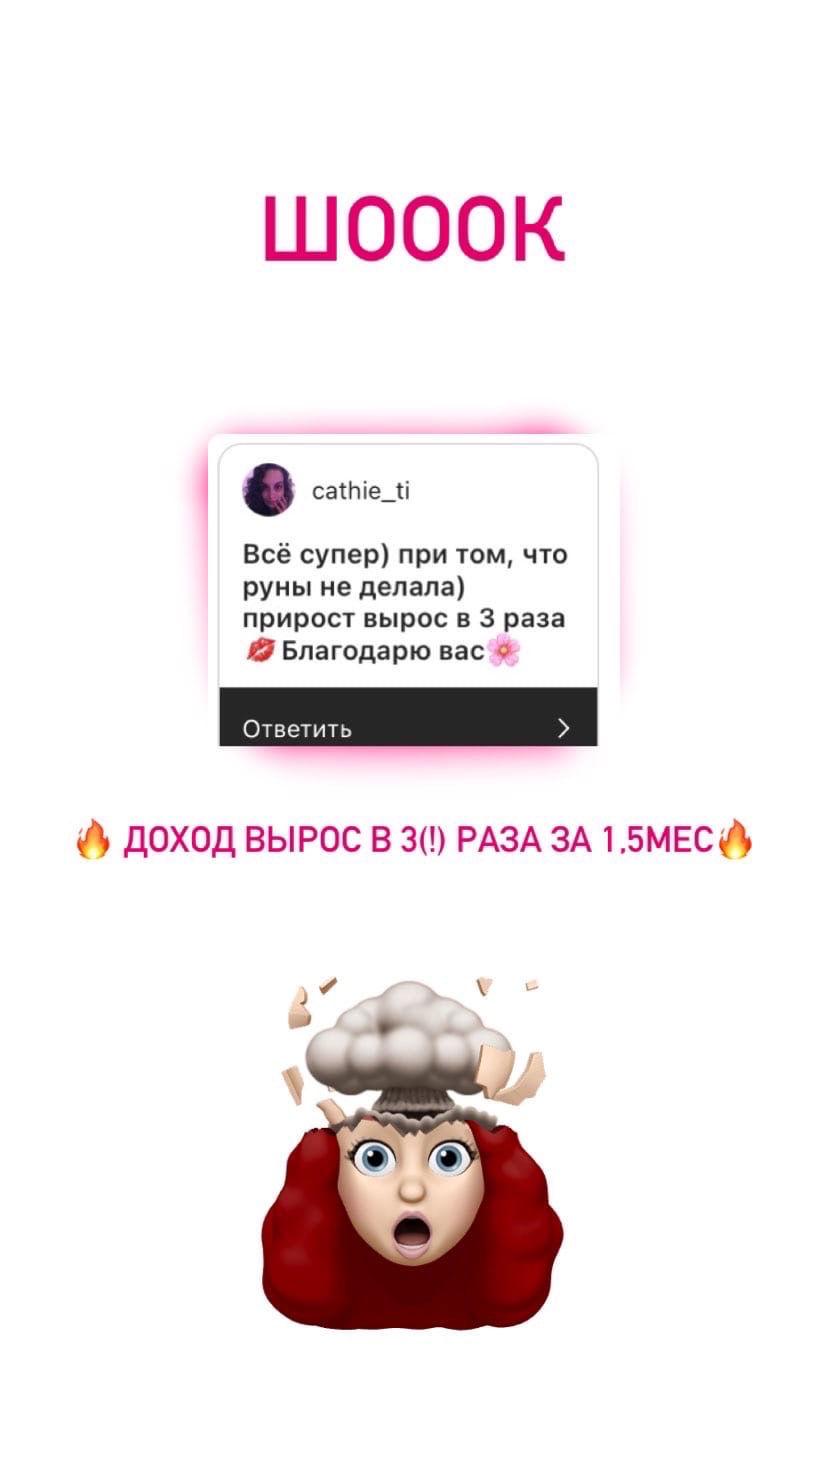 ШОООК
cathie_ti
Всё супер) при том, что
руны не делала)
прирост вырос в 3 раза
💋Благодарю вас🌸
Ответить
🔥 ДОХОД ВЫРОС В 3(!) РАЗА ЗА 1,5МЕС🔥